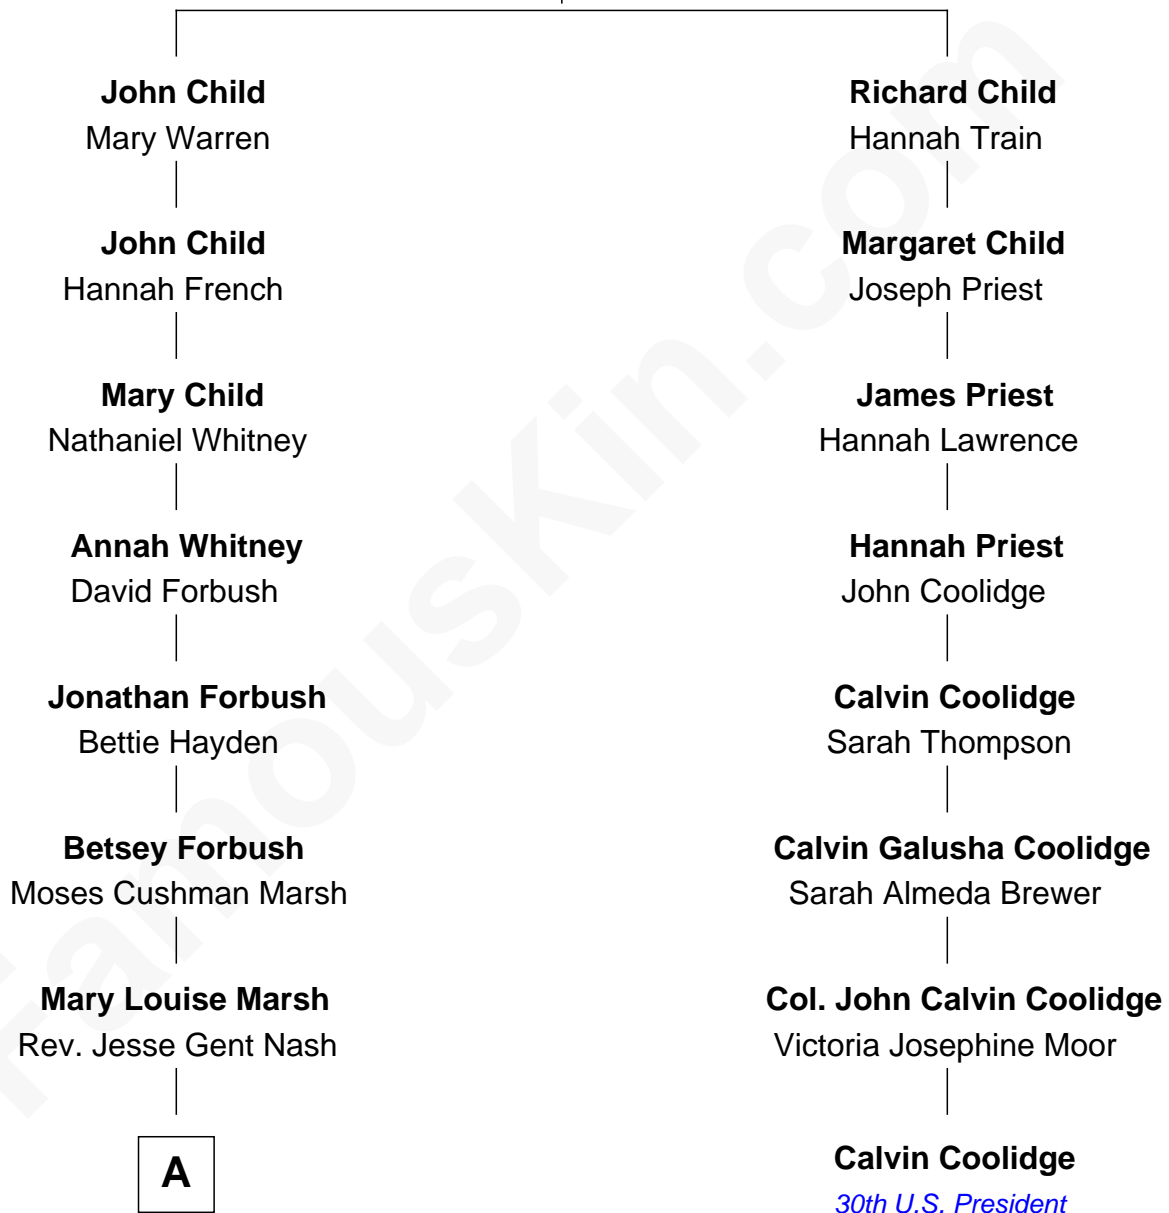 John Child
Mary Warren
John Child
Hannah French
Mary Child
Nathaniel Whitney
Annah Whitney
David Forbush
Jonathan Forbush
Bettie Hayden
Betsey Forbush
Moses Cushman Marsh
Mary Louise Marsh
Rev. Jesse Gent Nash
A
Richard Child
Hannah Train
Margaret Child
Joseph Priest
James Priest
Hannah Lawrence
Hannah Priest
John Coolidge
Calvin Coolidge
Sarah Thompson
Calvin Galusha Coolidge
Sarah Almeda Brewer
Col. John Calvin Coolidge
Victoria Josephine Moor
Calvin Coolidge
30th U.S. President
FamousKin.com